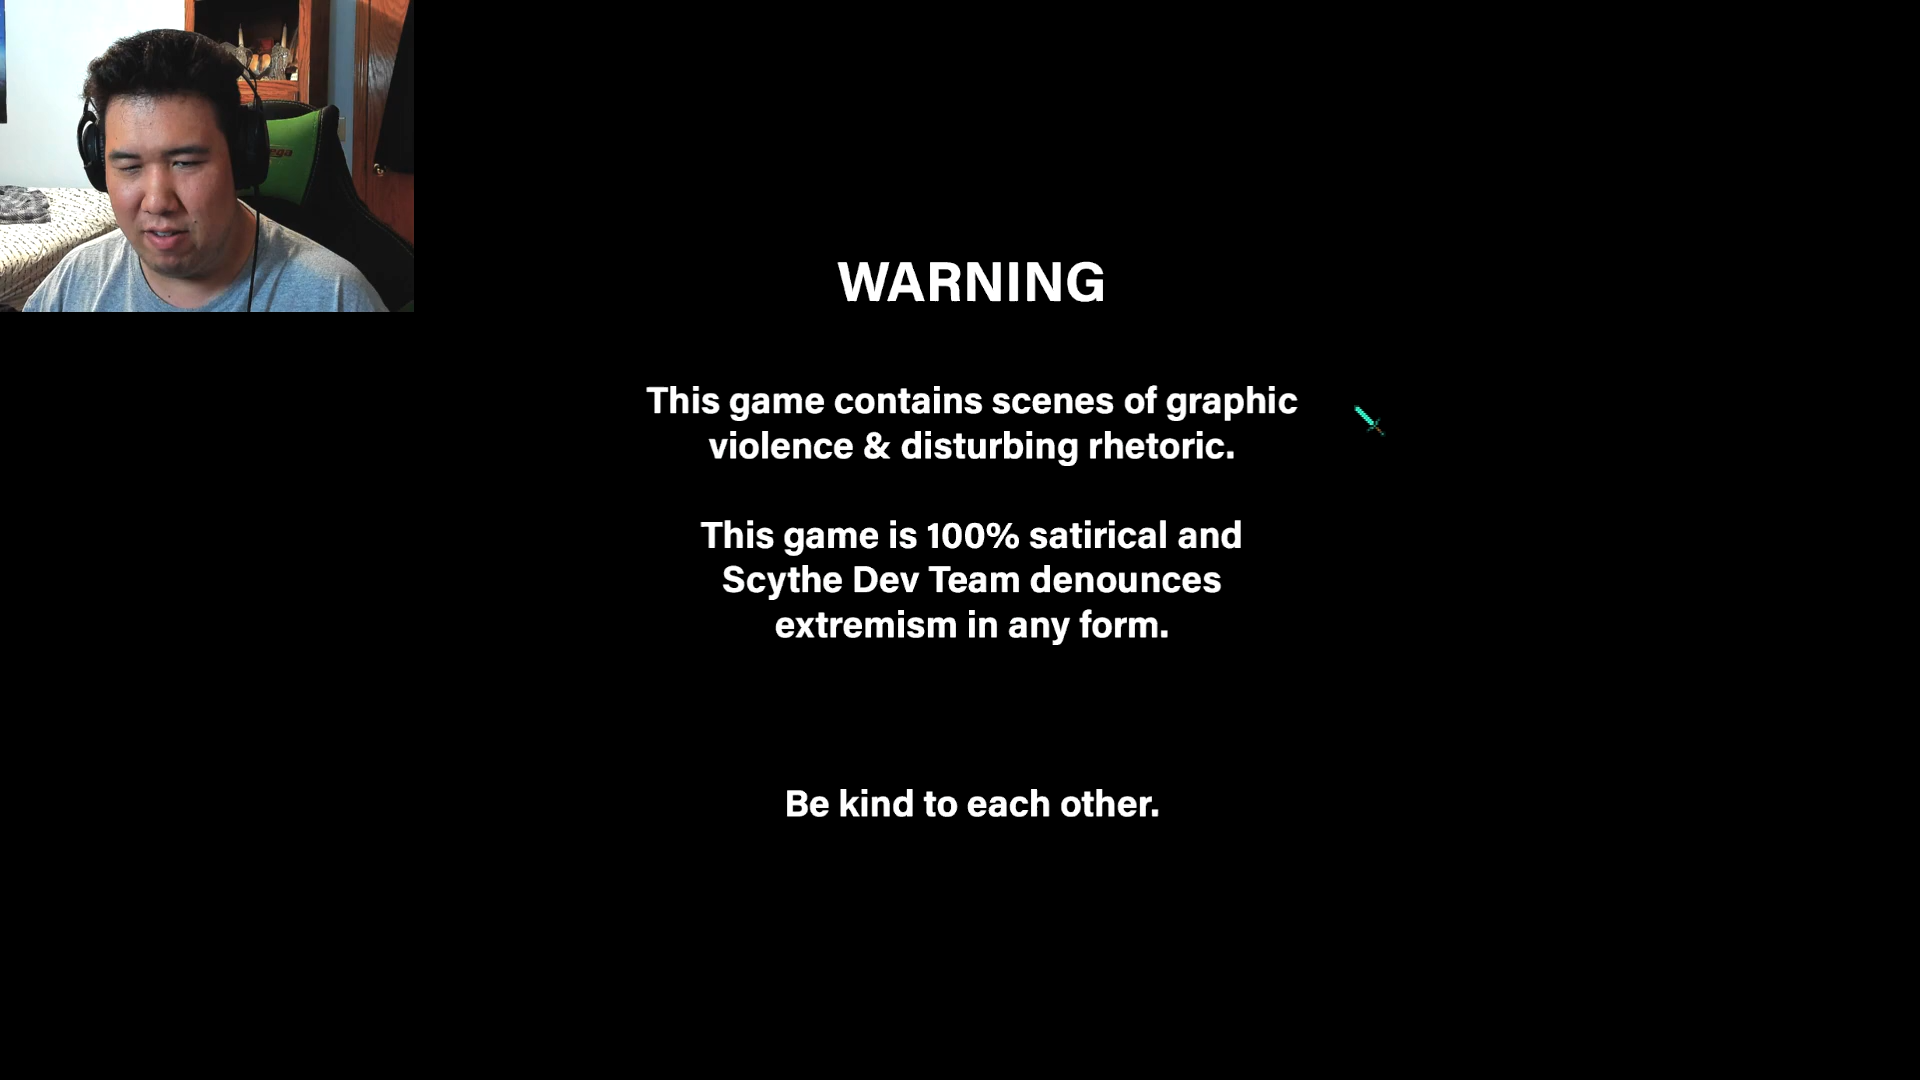 WARNING
This game contains scenes of graphic
violence & disturbing rhetoric.
This game is 100% satirical and
Scythe Dev Team denounces
extremism in any form.
Be kind to each other.